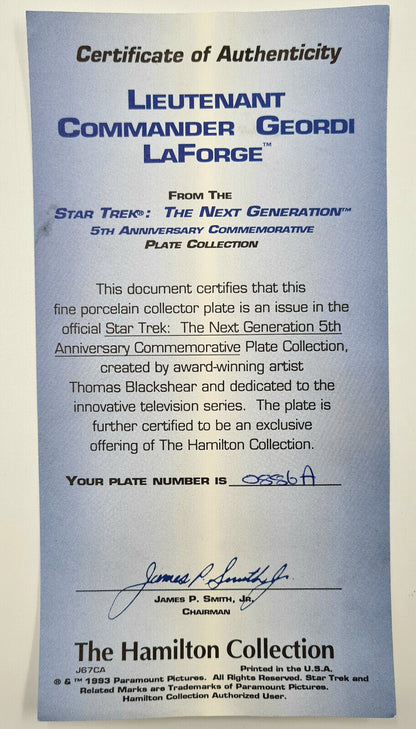 Certificate of Authenticity
LIEUTENANT
COMMANDER GEORDI
LAFORGE™
FROM THE
STAR TREK®: THE NEXT GENERATION™
5TH ANNIVERSARY COMMEMORATIVE
PLATE COLLECTION
This document certifies that this
fine porcelain collector plate is an issue in the
official Star Trek: The Next Generation 5th
Anniversary Commemorative Plate Collection,
created by award-winning artist
Thomas Blackshear and dedicated to the
innovative television series. The plate is
further certified to be an exclusive
offering of The Hamilton Collection.
YOUR PLATE NUMBER IS 0886A
James P. Smith, Jr.
JAMES P. SMITH, JR.
CHAIRMAN
The Hamilton Collection
J67CA Printed in the U.S.A.
® & ™ 1993 Paramount Pictures. All Rights Reserved. Star Trek and
Related Marks are Trademarks of Paramount Pictures.
Hamilton Collection Authorized User.